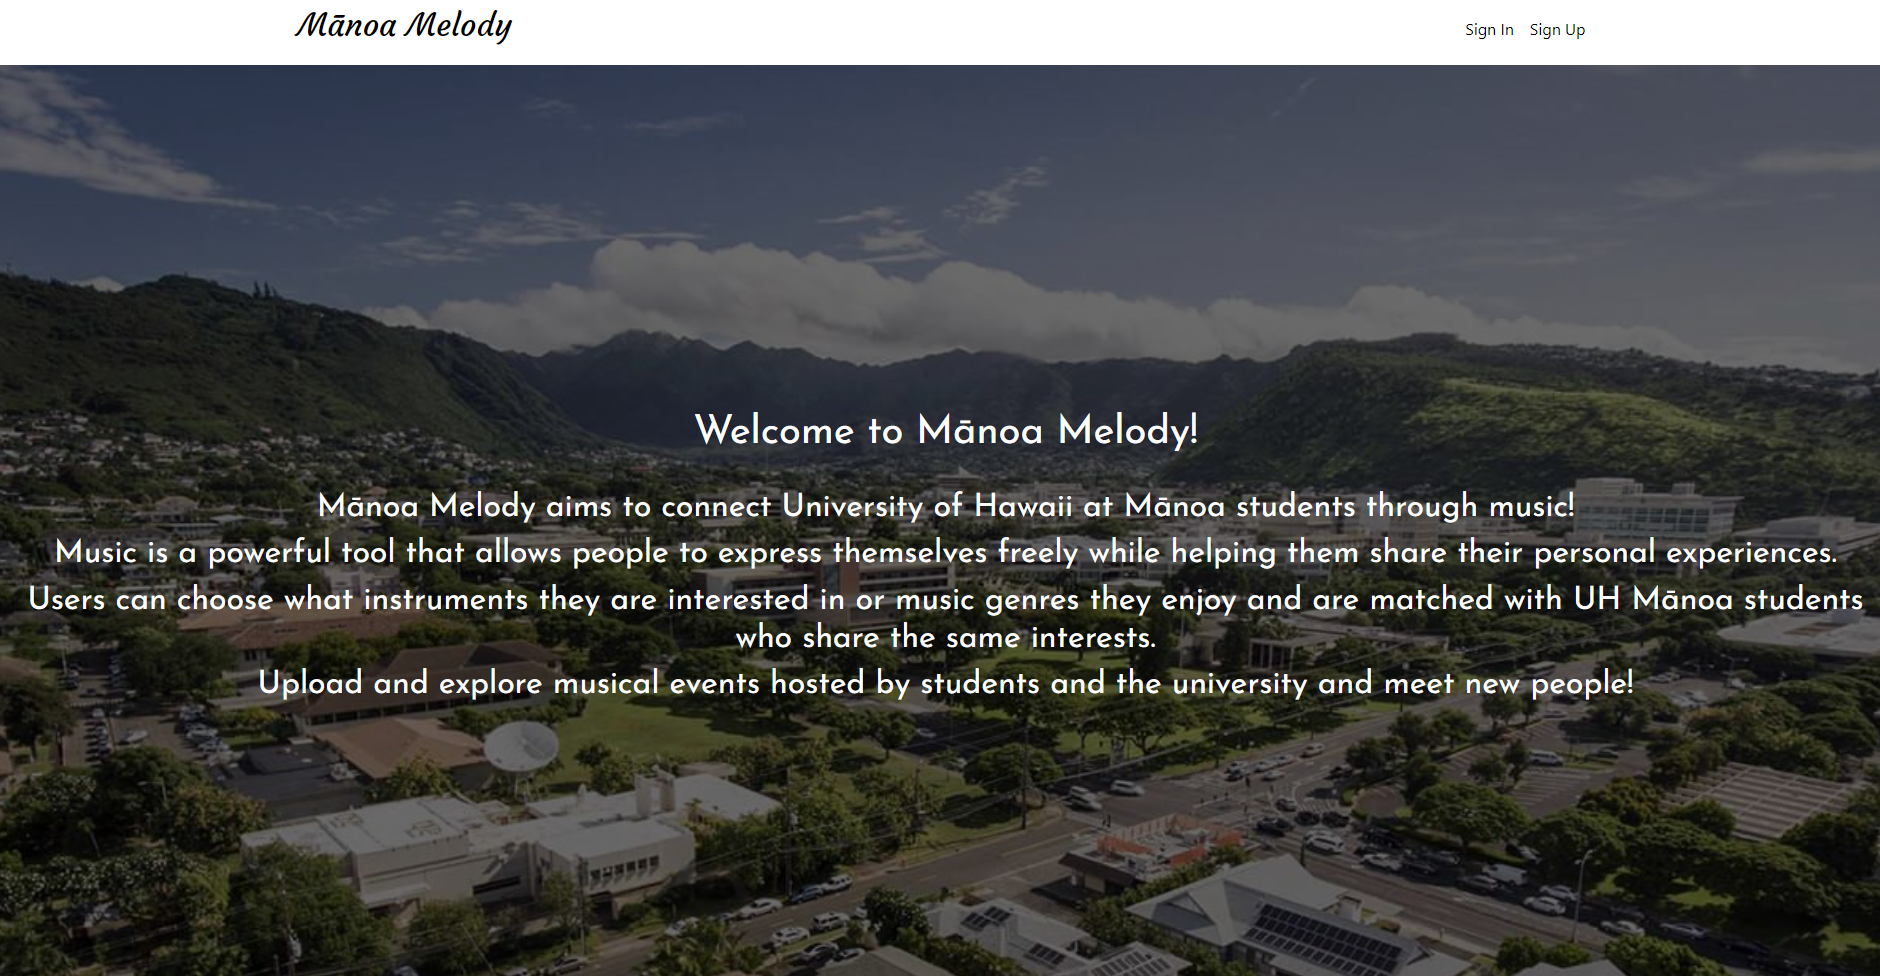 Mānoa Melody
Sign In Sign Up
Welcome to Mānoa Melody!
Mānoa Melody aims to connect University of Hawaii at Mānoa students through music!
Music is a powerful tool that allows people to express themselves freely while helping them share their personal experiences.
Users can choose what instruments they are interested in or music genres they enjoy and are matched with UH Mānoa students
who share the same interests.
Upload and explore musical events hosted by students and the university and meet new people!